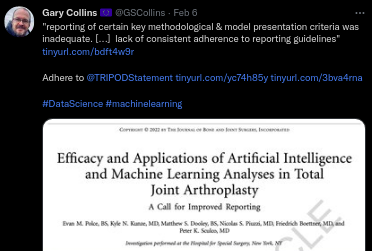 Gary Collins @GSCollins · Feb 6
"reporting of certain key methodological & model presentation criteria was
inadequate. [...]  lack of consistent adherence to reporting guidelines"
tinyurl.com/bdft4w9r
Adhere to @TRIPODStatement tinyurl.com/yc74h85y tinyurl.com/3bva4rna
#DataScience #machinelearning
COPYRIGHT © 2022 BY THE JOURNAL OF BONE AND JOINT SURGERY, INCORPORATED
Efficacy and Applications of Artificial Intelligence
and Machine Learning Analyses in Total
Joint Arthroplasty
A Call for Improved Reporting
Evan M. Polce, BS, Kyle N. Kunze, MD, Matthew S. Dooley, BS, Nicolas S. Piuzzi, MD, Friedrich Boettner, MD, and
Peter K. Sculco, MD
Investigation performed at the Hospital for Special Surgery, New York, NY